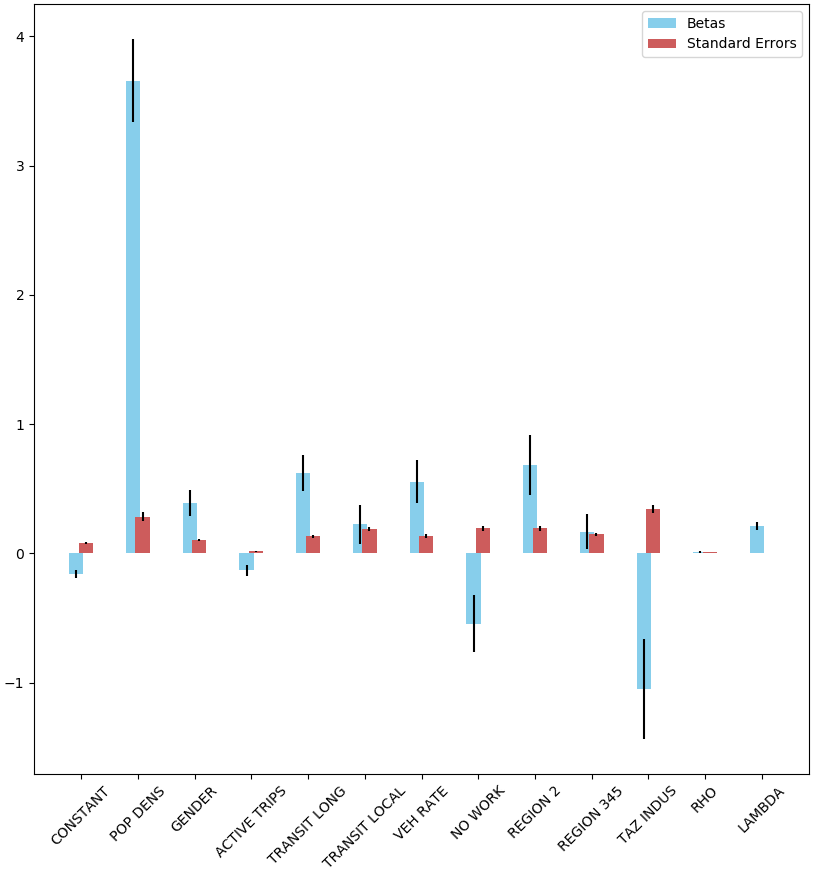 Betas
Standard Errors
4
3
2
1
0
−1
CONSTANT
POP DENS
GENDER
ACTIVE TRIPS
TRANSIT LONG
TRANSIT LOCAL
VEH RATE
NO WORK
REGION 2
REGION 345
TAZ INDUS
RHO
LAMBDA